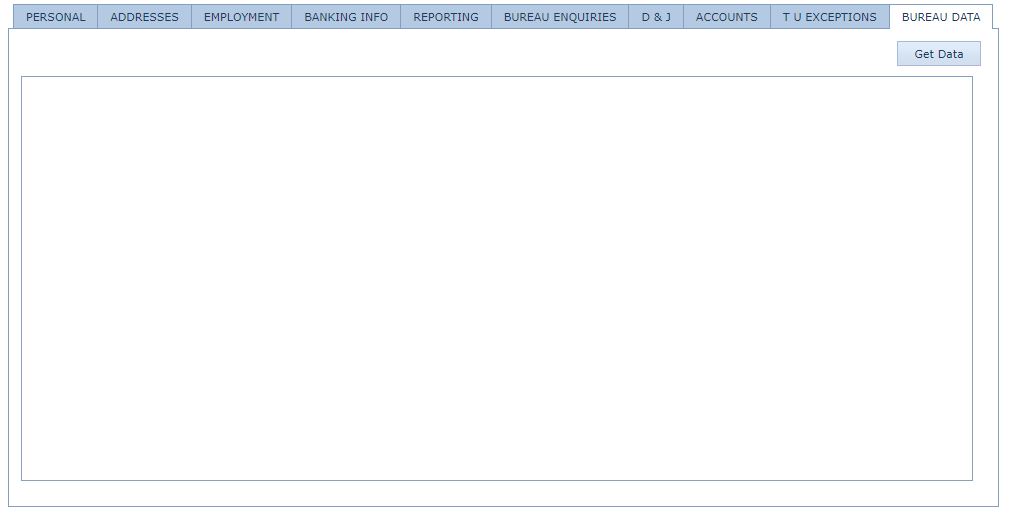 PERSONAL ADDRESSES EMPLOYMENT BANKING INFO REPORTING BUREAU ENQUIRIES D & J ACCOUNTS T U EXCEPTIONS BUREAU DATA
Get Data